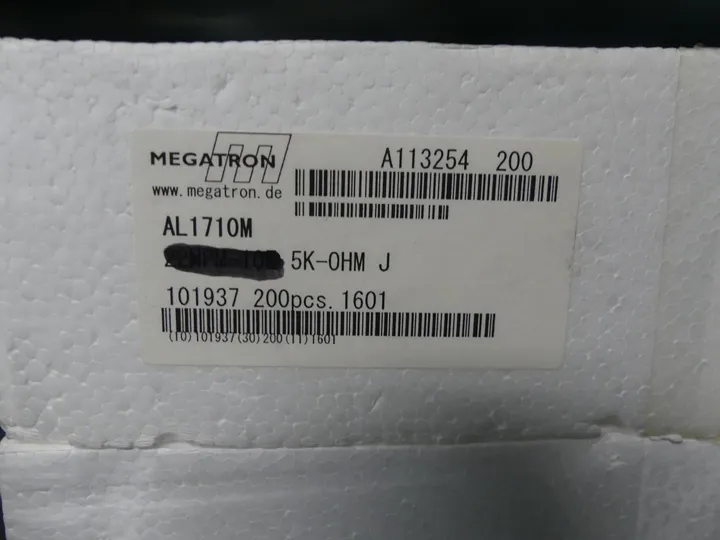 MEGATRON
www.megatron.de
A113254 200
AL1710M
5K-OHM J
101937 200pcs. 1601
(10)101937(30)200(11)1601